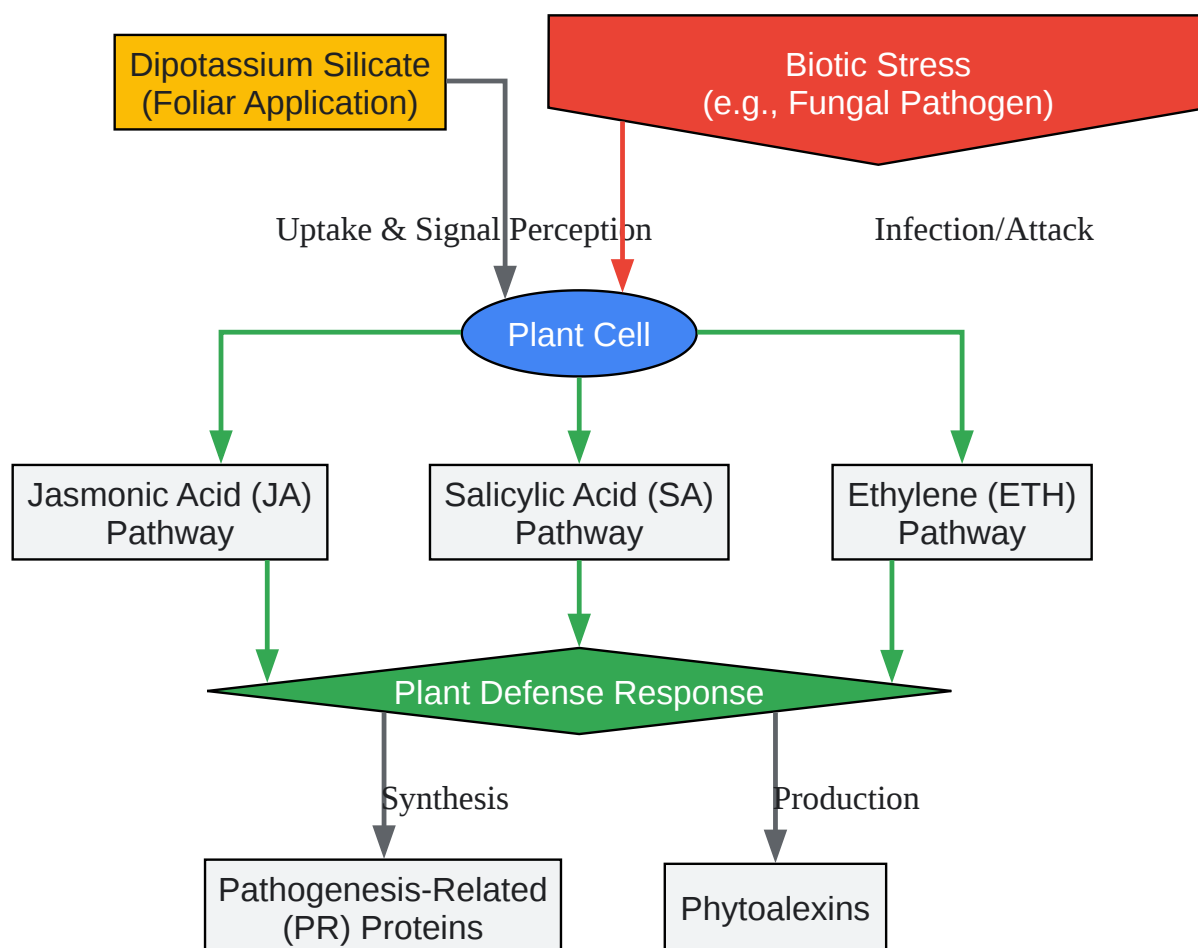 Dipotassium Silicate
(Foliar Application)
Biotic Stress
(e.g., Fungal Pathogen)
Uptake & Signal Perception
Infection/Attack
Plant Cell
Jasmonic Acid (JA)
Pathway
Salicylic Acid (SA)
Pathway
Ethylene (ETH)
Pathway
Plant Defense Response
Synthesis
Production
Pathogenesis-Related
(PR) Proteins
Phytoalexins